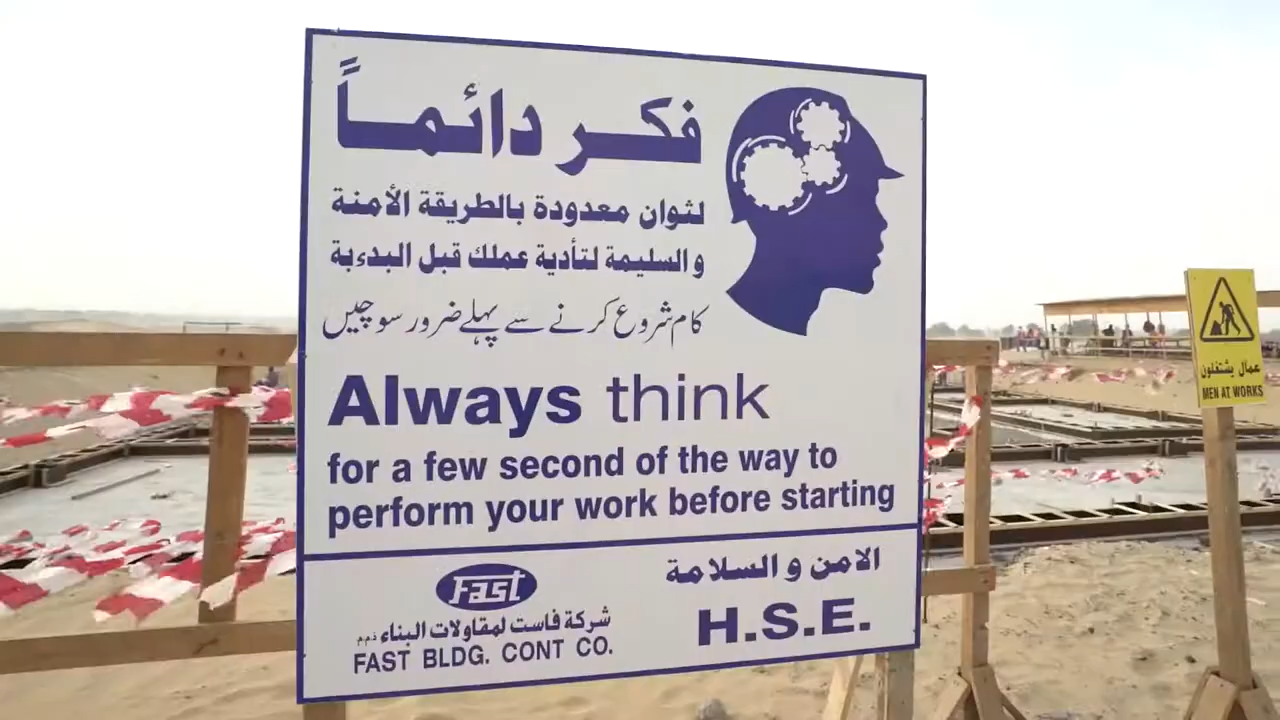 فكر دائماً
لثوان معدودة بالطريقة الأمنة
و السليمة لتأدية عملك قبل البدءبة
کام شروع کرنے سے پہلے ضرور سوچیں
Always think
for a few second of the way to
perform your work before starting
Fast
شركة فاست لمقاولات البناء ذ.م.م
FAST BLDG. CONT CO.
الامن و السلامة
H.S.E.
عمال يشتغلون
MEN AT WORKS